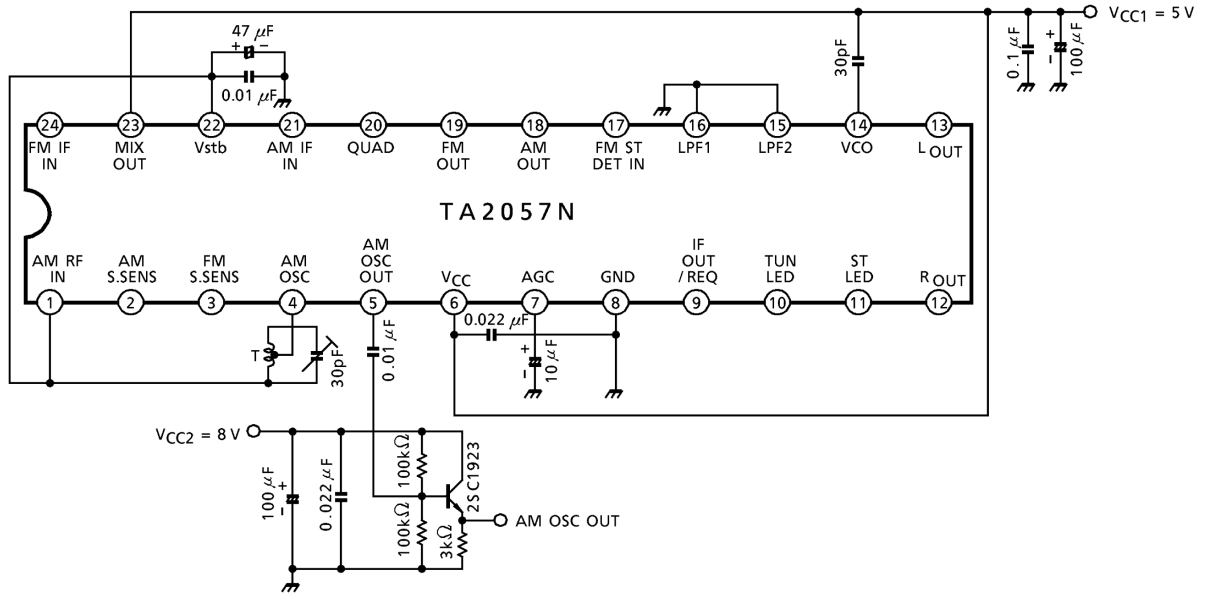 VCC1 = 5 V
47 μF
+ −
0.01 μF
30pF
0.1 μF
+
−
100 μF
24 23 22 21 20 19 18 17 16 15 14 13
FM IF IN
MIX OUT
Vstb
AM IF IN
QUAD
FM OUT
AM OUT
FM ST DET IN
LPF1
LPF2
VCO
L OUT
TA2057N
AM RF IN
AM S.SENS
FM S.SENS
AM OSC
AM OSC OUT
VCC
AGC
GND
IF OUT /REQ
TUN LED
ST LED
R OUT
1 2 3 4 5 6 7 8 9 10 11 12
T
30pF
0.01 μF
0.022 μF
+
−
10 μF
VCC2 = 8 V
100 μF
+
−
0.022 μF
100kΩ
100kΩ
2SC1923
3kΩ
AM OSC OUT